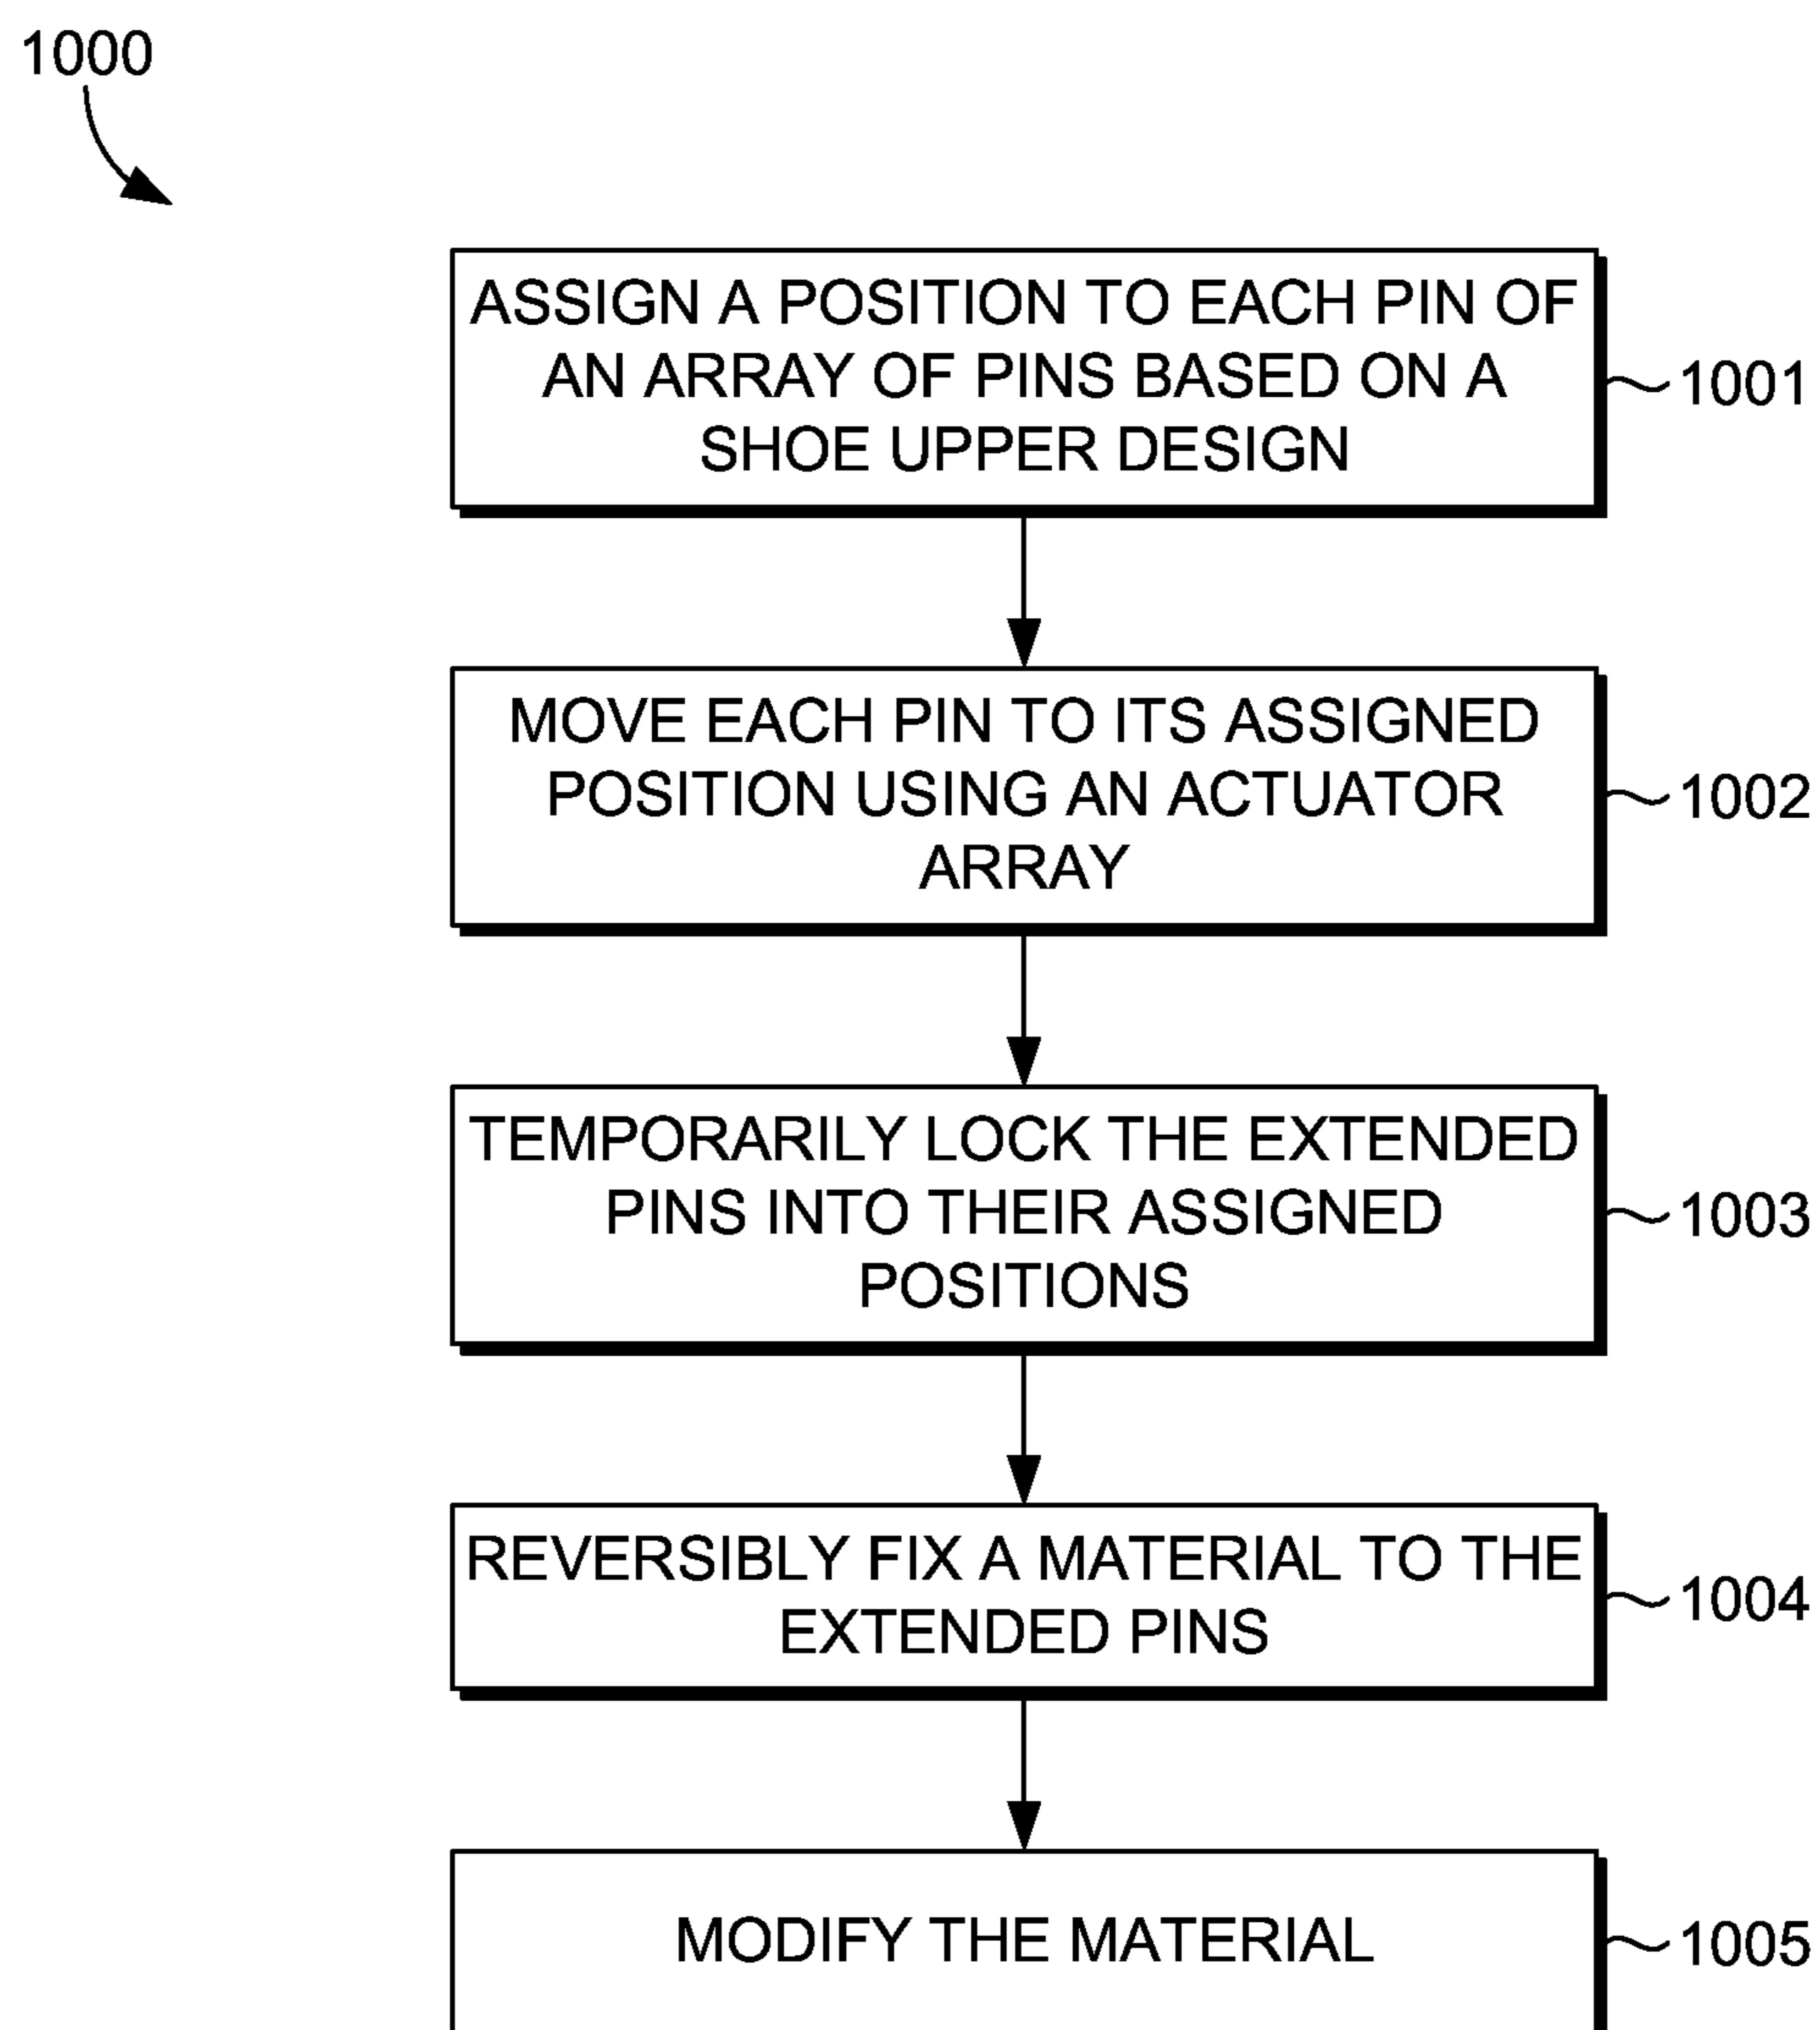 1000
ASSIGN A POSITION TO EACH PIN OF
AN ARRAY OF PINS BASED ON A
SHOE UPPER DESIGN
1001
MOVE EACH PIN TO ITS ASSIGNED
POSITION USING AN ACTUATOR
ARRAY
1002
TEMPORARILY LOCK THE EXTENDED
PINS INTO THEIR ASSIGNED
POSITIONS
1003
REVERSIBLY FIX A MATERIAL TO THE
EXTENDED PINS
1004
MODIFY THE MATERIAL
1005